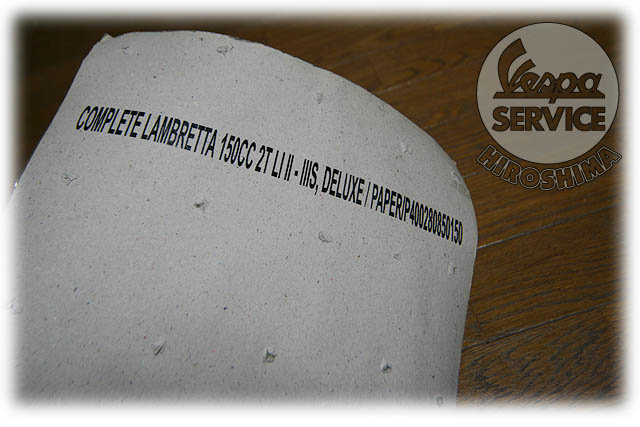 COMPLETE LAMBRETTA 150CC 2T LI II - IIIS, DELUXE / PAPER/P400280850150
Vespa
SERVICE
HIROSHIMA